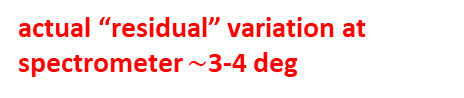 actual “residual” variation at
spectrometer ~3-4 deg